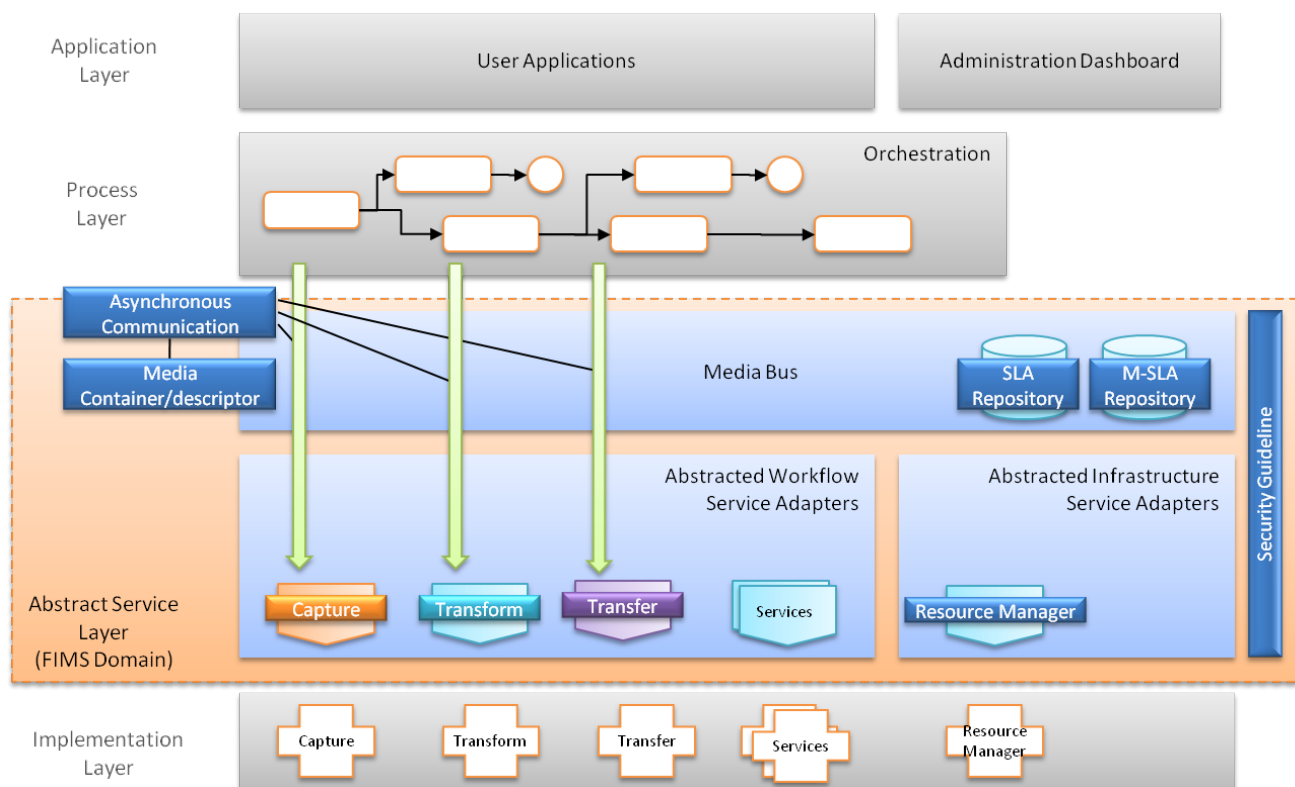 Application
Layer
User Applications
Administration Dashboard
Process
Layer
Orchestration
Asynchronous
Communication
Media
Container/descriptor
Media Bus
SLA
Repository
M-SLA
Repository
Security Guideline
Abstracted Workflow
Service Adapters
Abstracted Infrastructure
Service Adapters
Capture
Transform
Transfer
Services
Resource Manager
Abstract Service
Layer
(FIMS Domain)
Implementation
Layer
Capture
Transform
Transfer
Services
Resource
Manager